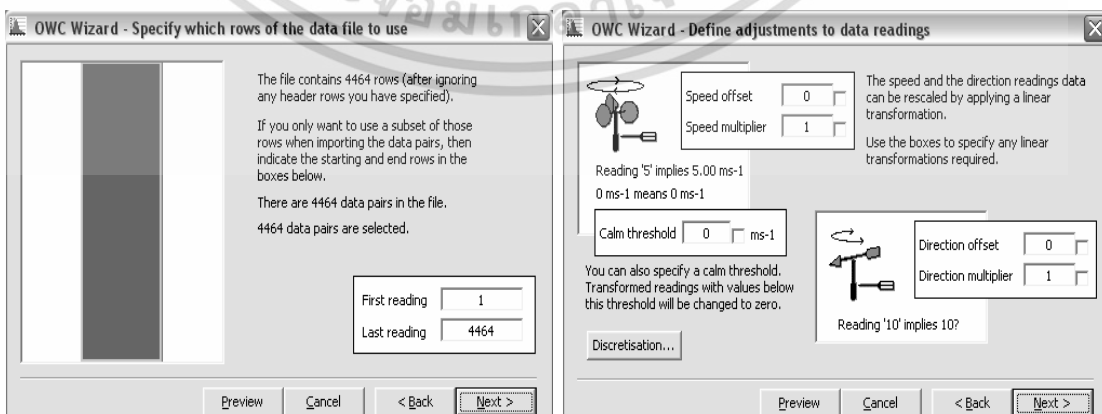 OWC Wizard - Specify which rows of the data file to use
The file contains 4464 rows (after ignoring
any header rows you have specified).
If you only want to use a subset of those
rows when importing the data pairs, then
indicate the starting and end rows in the
boxes below.
There are 4464 data pairs in the file.
4464 data pairs are selected.
First reading 1
Last reading 4464
Preview Cancel < Back Next >
OWC Wizard - Define adjustments to data readings
Speed offset 0
Speed multiplier 1
The speed and the direction readings data
can be rescaled by applying a linear
transformation.
Use the boxes to specify any linear
transformations required.
Reading '5' implies 5.00 ms-1
0 ms-1 means 0 ms-1
Calm threshold 0 ms-1
You can also specify a calm threshold.
Transformed readings with values below
this threshold will be changed to zero.
Discretisation...
Direction offset 0
Direction multiplier 1
Reading '10' implies 10?
Preview Cancel < Back Next >